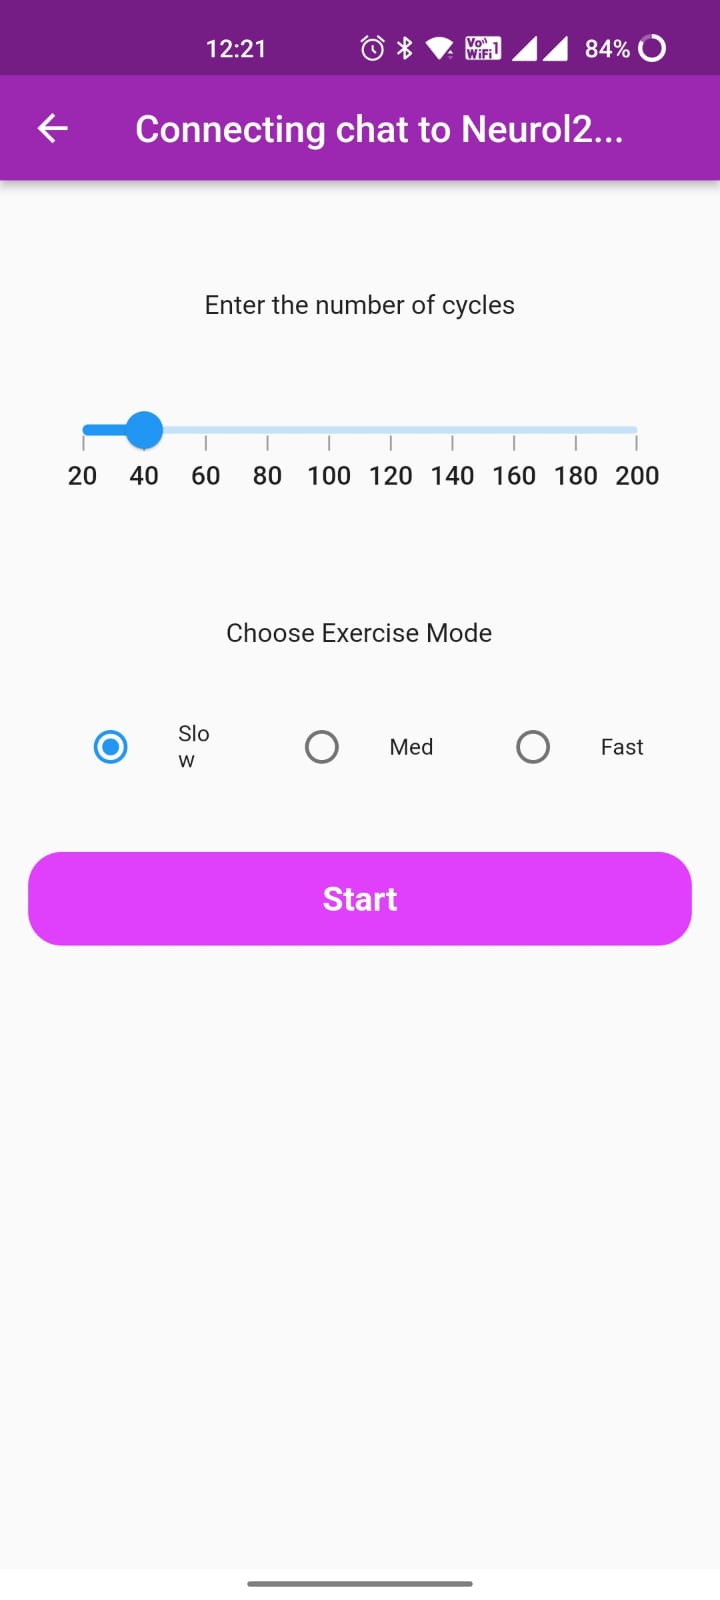 12:21 Vo WiFi 1 84%
Connecting chat to Neurol2...
Enter the number of cycles
20 40 60 80 100 120 140 160 180 200
Choose Exercise Mode
Slo
w
Med
Fast
Start